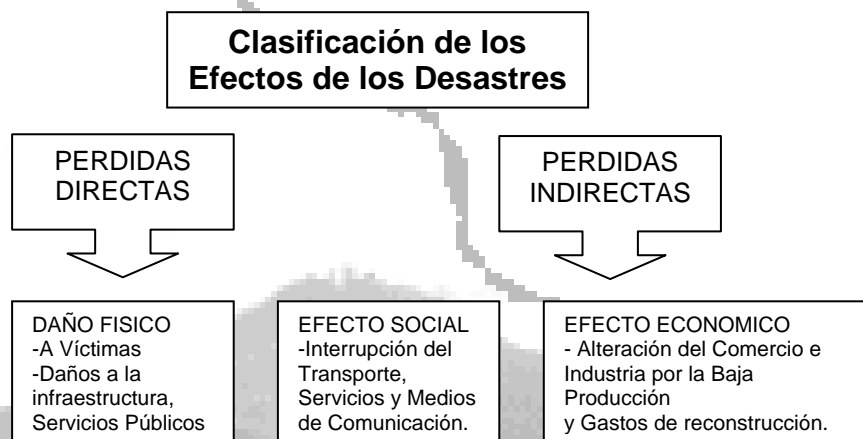 Clasificación de los
Efectos de los Desastres
PERDIDAS
DIRECTAS
PERDIDAS
INDIRECTAS
DAÑO FISICO
-A Víctimas
-Daños a la
infraestructura,
Servicios Públicos
EFECTO SOCIAL
-Interrupción del
Transporte,
Servicios y Medios
de Comunicación.
EFECTO ECONOMICO
- Alteración del Comercio e
Industria por la Baja
Producción
y Gastos de reconstrucción.